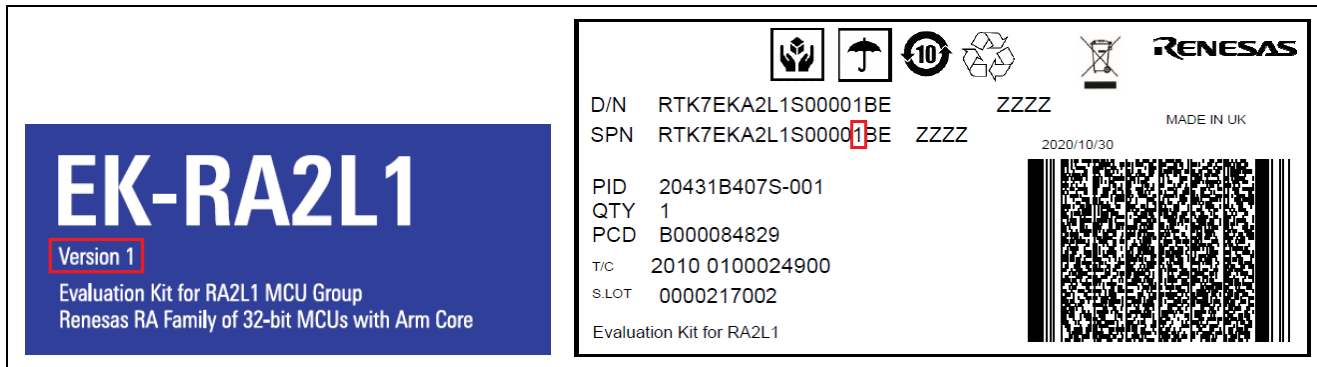 EK-RA2L1
Version 1
Evaluation Kit for RA2L1 MCU Group
Renesas RA Family of 32-bit MCUs with Arm Core
10
RENESAS
D/N RTK7EKA2L1S00001BE ZZZZ
MADE IN UK
SPN RTK7EKA2L1S00001BE ZZZZ
2020/10/30
PID 20431B407S-001
QTY 1
PCD B000084829
T/C 2010 0100024900
S.LOT 0000217002
Evaluation Kit for RA2L1